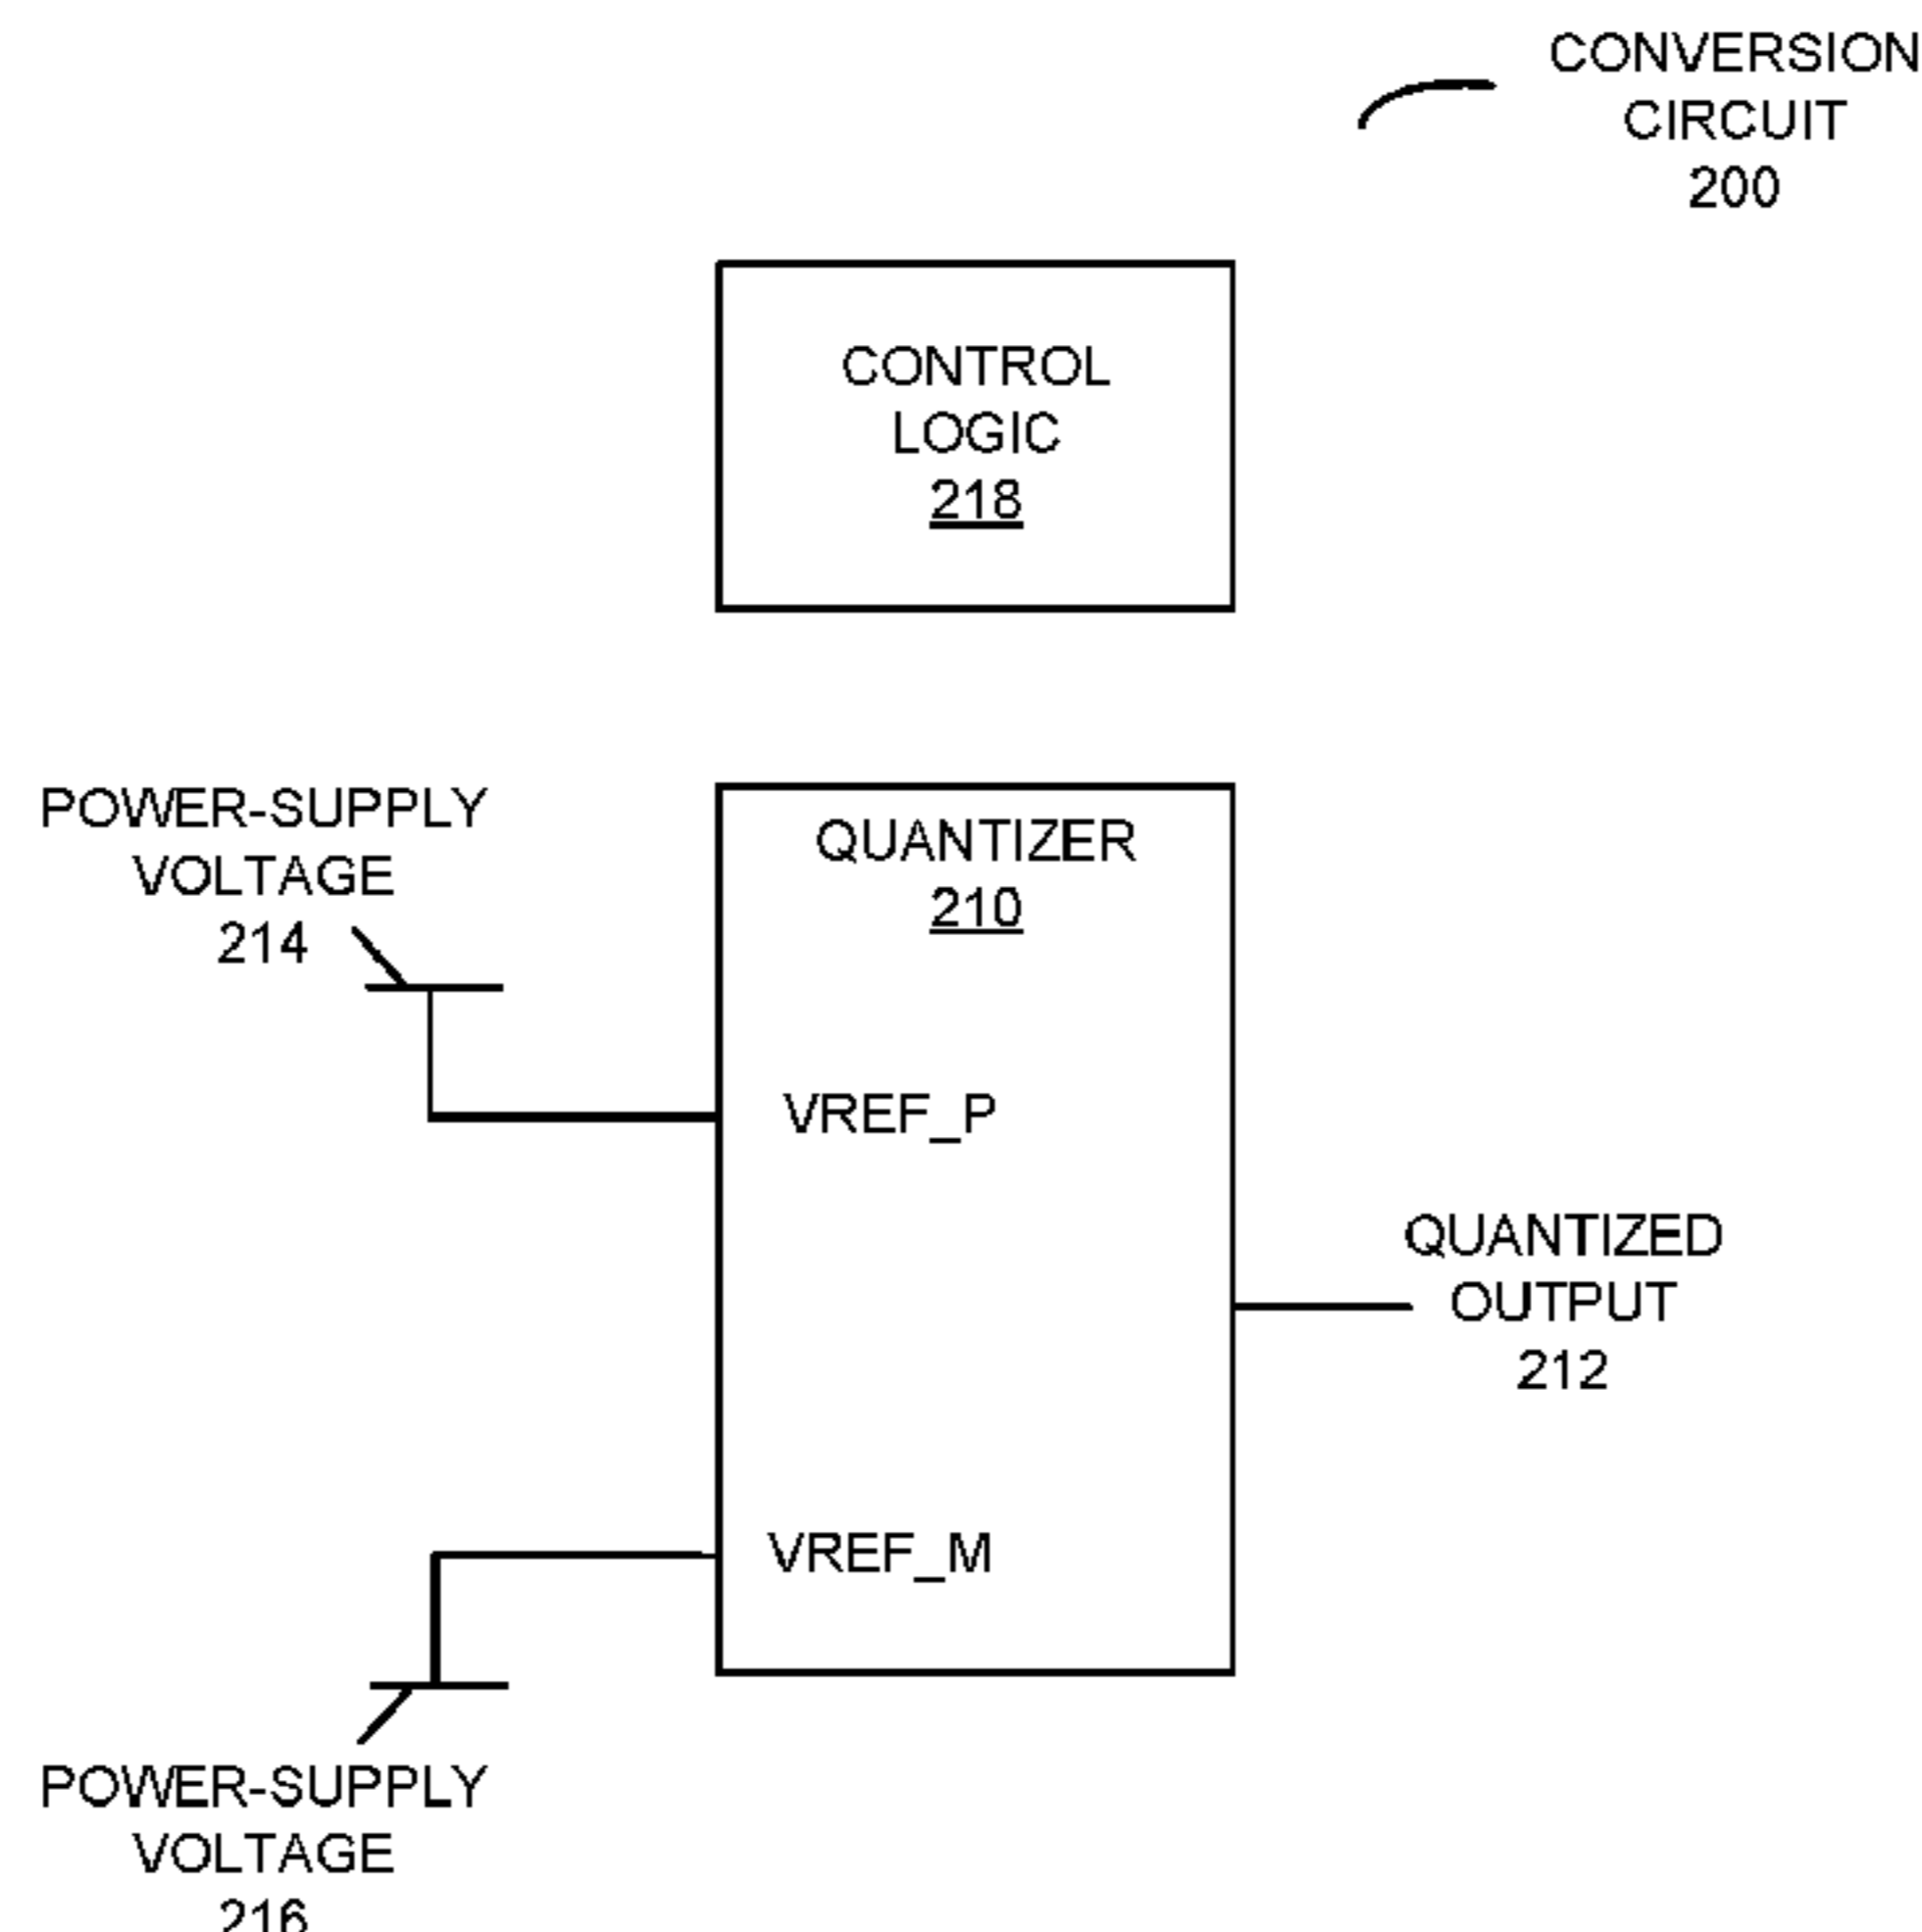 CONVERSION
CIRCUIT
200
CONTROL
LOGIC
218
POWER-SUPPLY
VOLTAGE
214
QUANTIZER
210
VREF_P
QUANTIZED
OUTPUT
212
VREF_M
POWER-SUPPLY
VOLTAGE
216